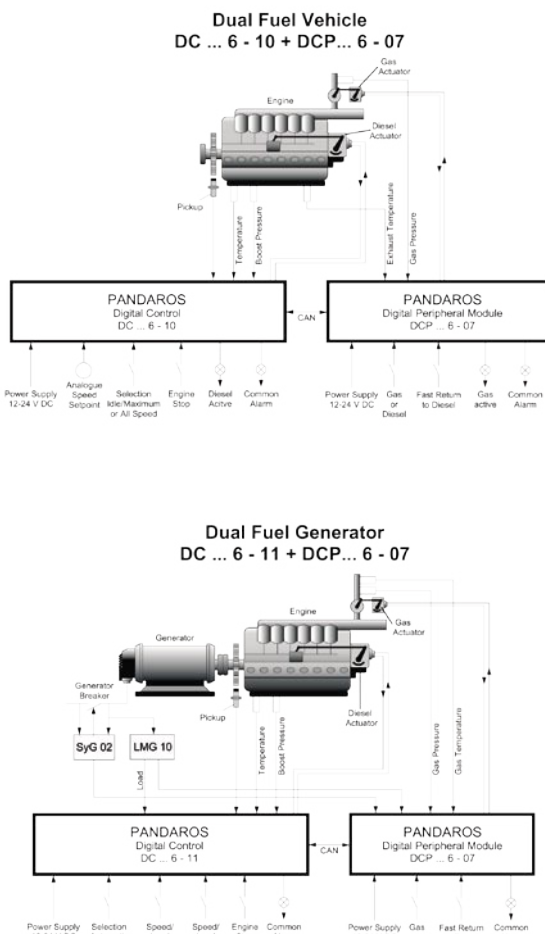 Dual Fuel Vehicle
DC ... 6 - 10 + DCP... 6 - 07
Gas
Actuator
Engine
Diesel
Actuator
Pickup
Temperature
Boost Pressure
Exhaust Temperature
Gas Pressure
PANDAROS
Digital Control
DC ... 6 - 10
CAN
PANDAROS
Digital Peripheral Module
DCP ... 6 - 07
Power Supply
12-24 V DC
Analogue
Speed
Setpoint
Selection
Idle/Maximum
or All Speed
Engine
Stop
Diesel
Acitve
Common
Alarm
Power Supply
12-24 V DC
Gas
or
Diesel
Fast Return
to Diesel
Gas
active
Common
Alarm
Dual Fuel Generator
DC ... 6 - 11 + DCP... 6 - 07
Engine
Gas
Actuator
Generator
Generator
Breaker
Pickup
Diesel
Actuator
SyG 02
LMG 10
Load
Temperature
Boost Pressure
Gas Pressure
Gas Temperature
PANDAROS
Digital Control
DC ... 6 - 11
CAN
PANDAROS
Digital Peripheral Module
DCP ... 6 - 07
Power Supply
Selection
Speed/
Speed/
Engine
Common
Power Supply
Gas
Fast Return
Common